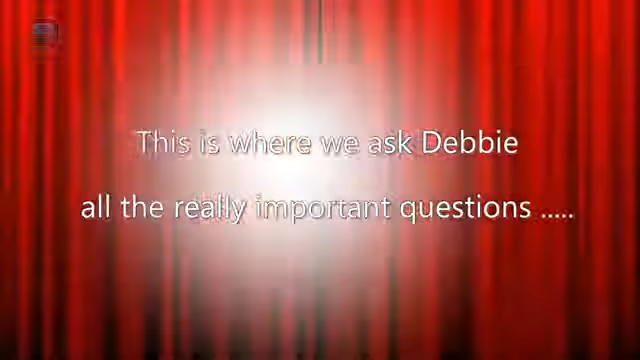 This is where we ask Debbie
all the really important questions .....